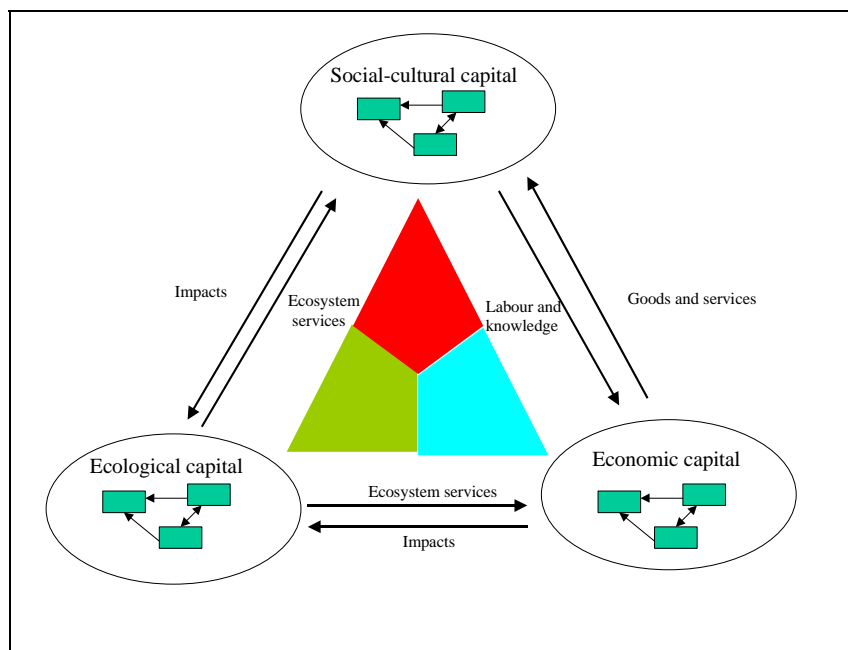 Social-cultural capital
Impacts
Ecosystem
services
Labour and
knowledge
Goods and services
Ecological capital
Economic capital
Ecosystem services
Impacts